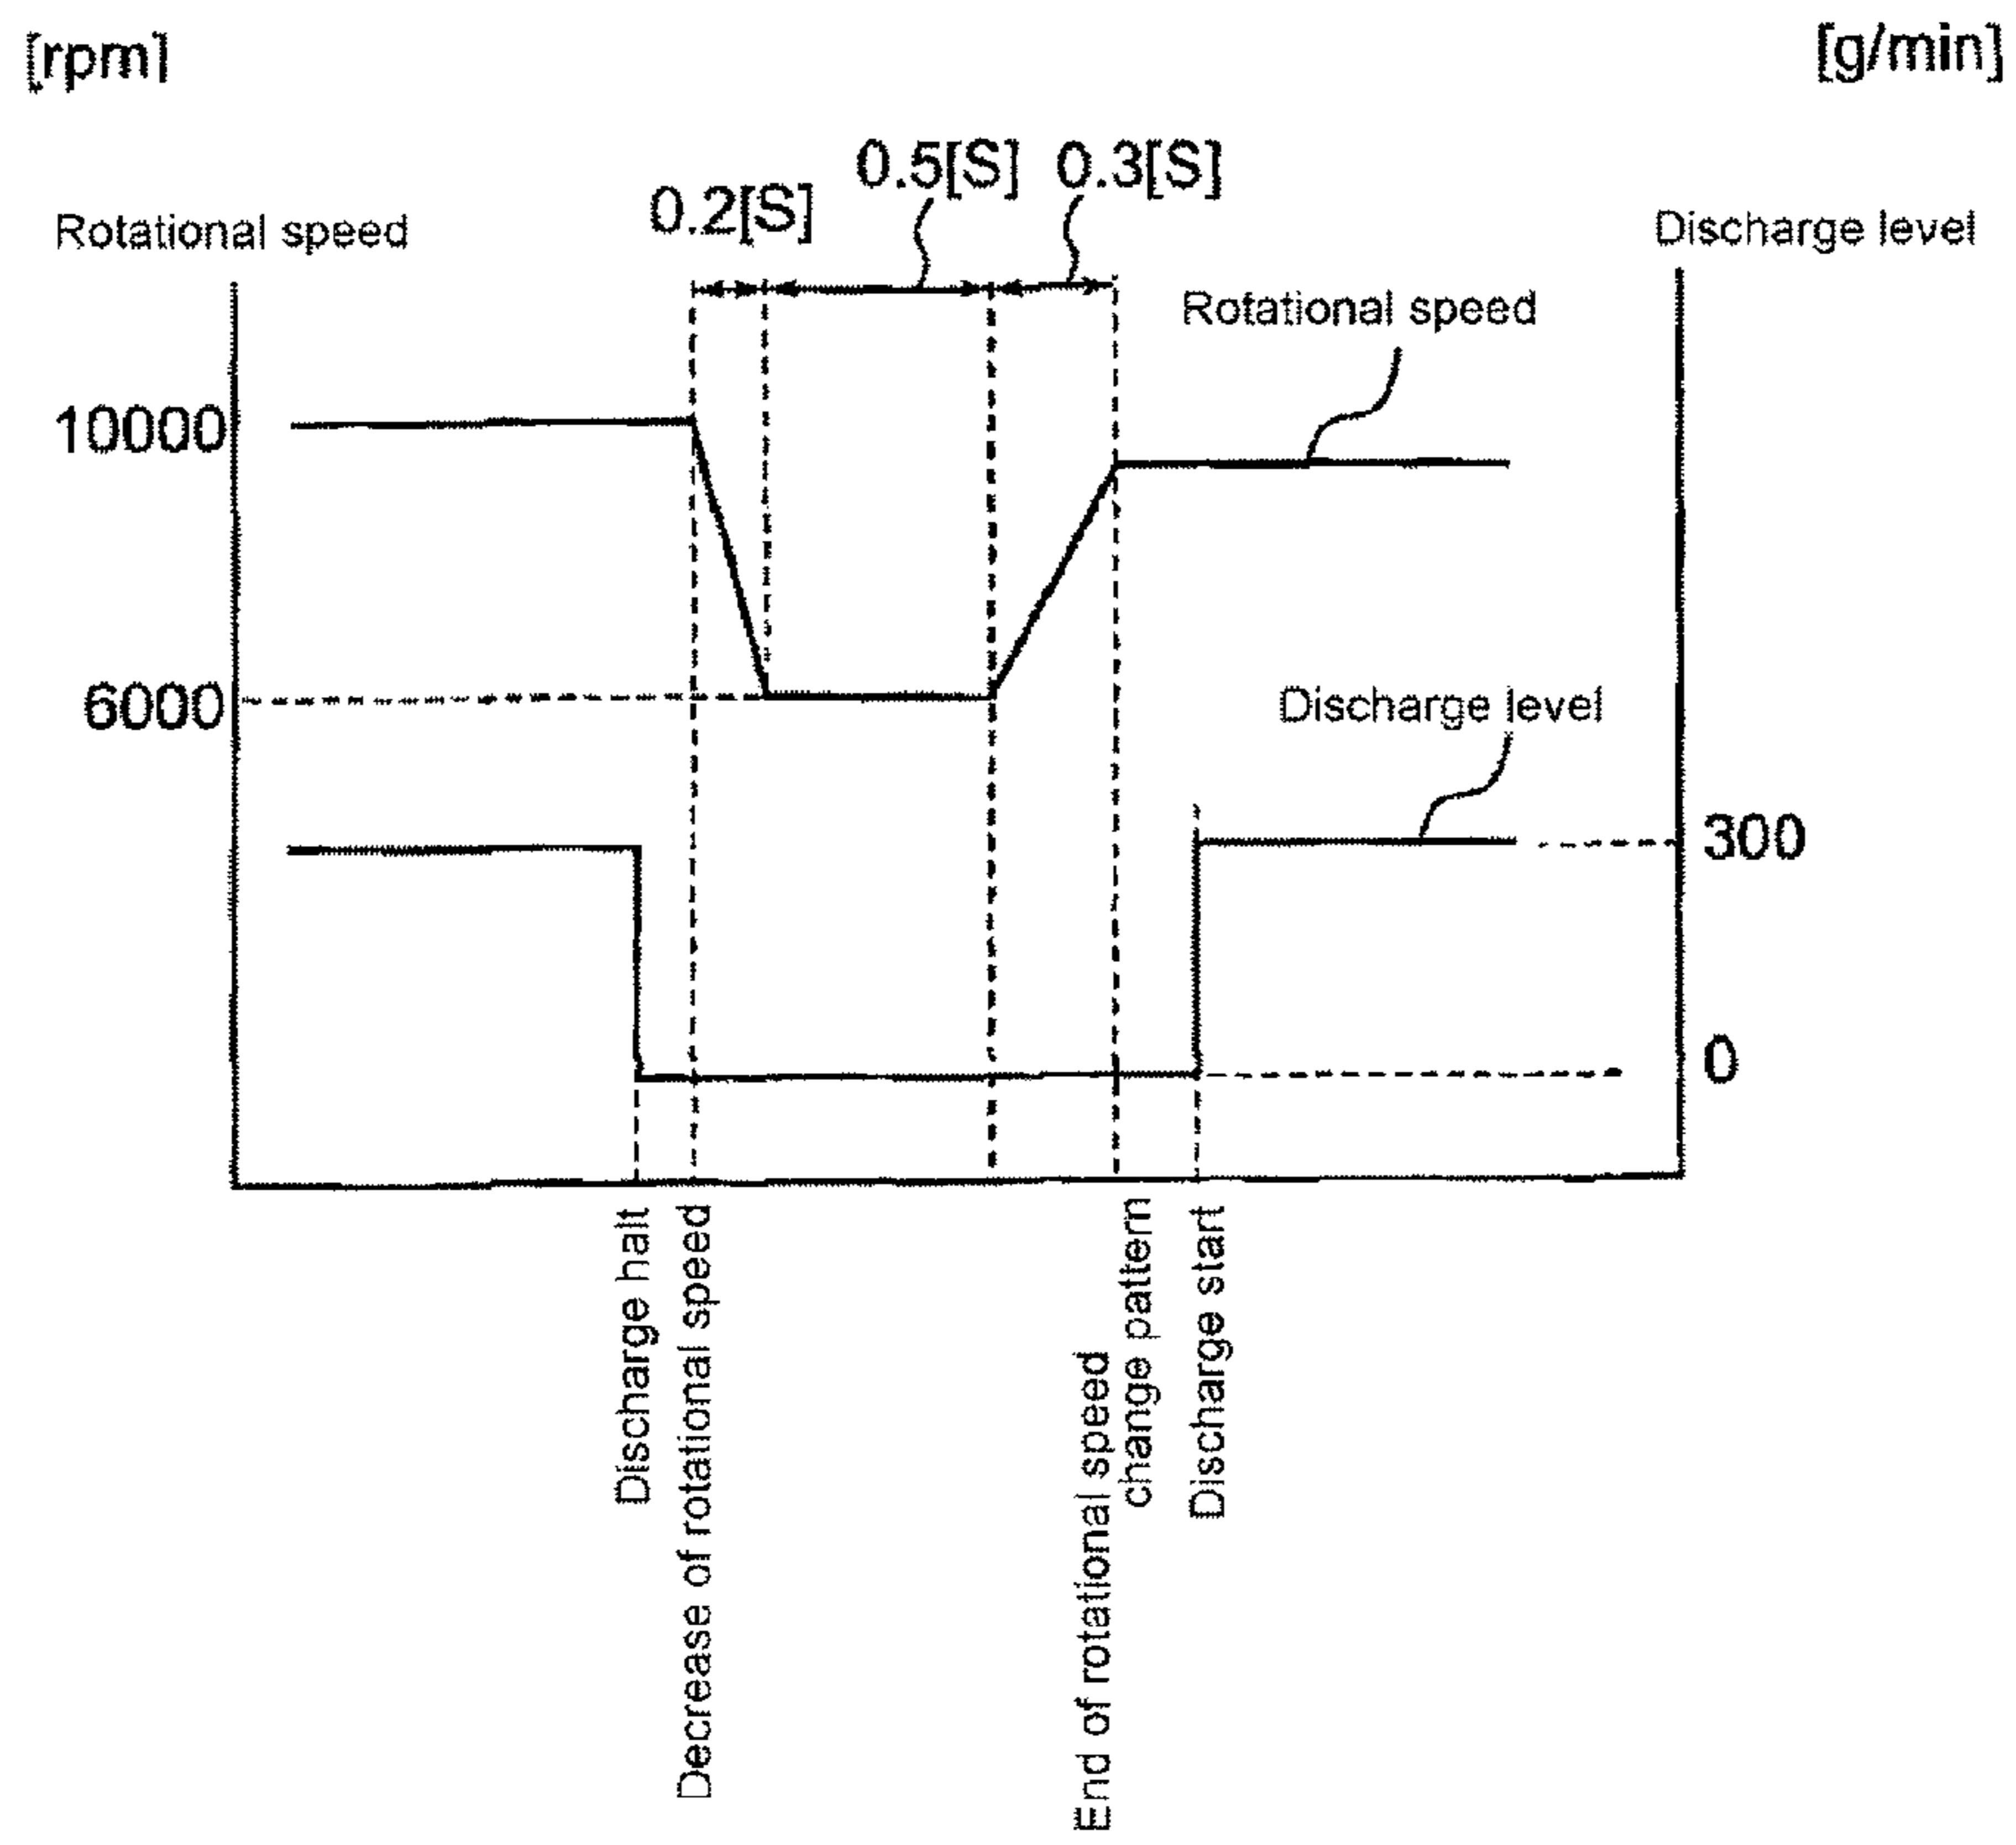 [rpm]
[g/min]
0.5[S]
0.3[S]
0.2[S]
Rotational speed
Discharge level
Rotational speed
10000
6000
Discharge level
300
0
Discharge halt
Decrease of rotational speed
End of rotational speed
change pattern
Discharge start